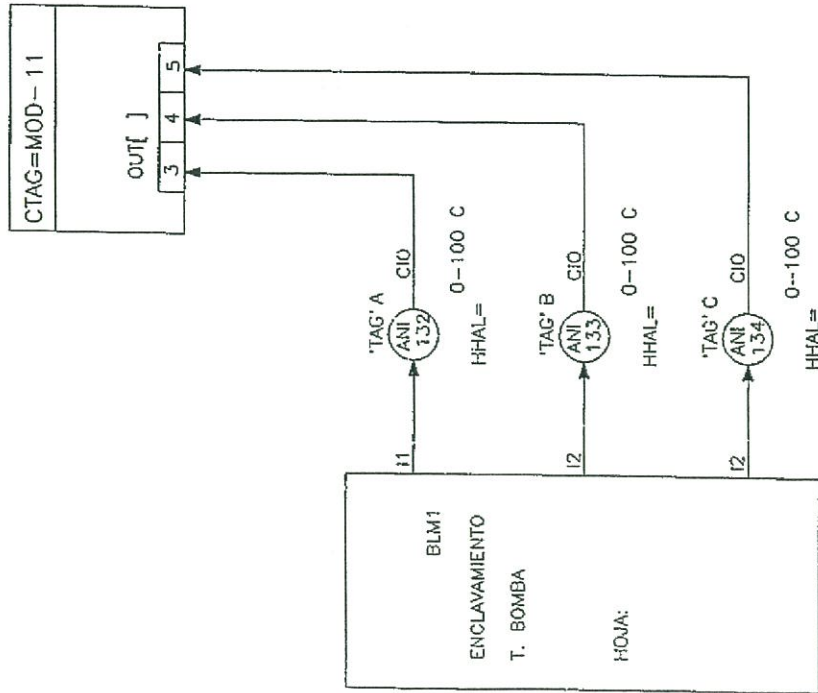 CTAG=MOD-11
OUT[ ]
3
4
5
'TAG' A
ANI
132
CIO
0-100 C
HHAL=
'TAG' B
ANI
133
CIO
0-100 C
HHAL=
'TAG' C
ANI
134
CIO
0-100 C
HHAL=
I1
I2
I2
BLM1
ENCLAVAMIENTO
T. BOMBA
HOJA: